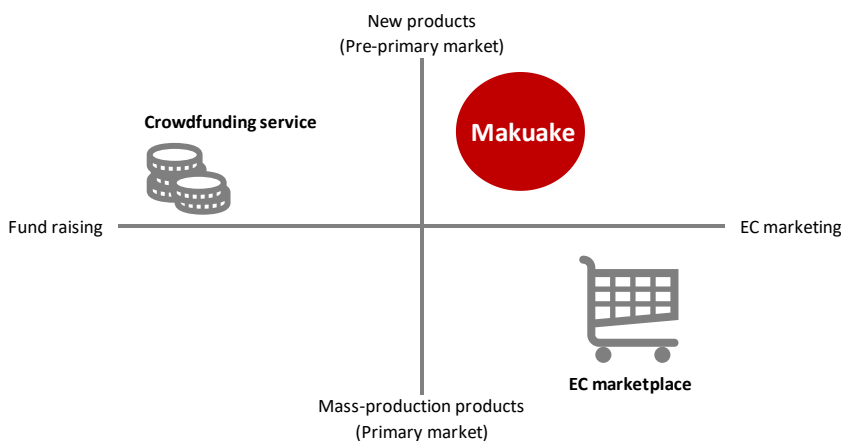 New products
(Pre-primary market)
Crowdfunding service
Makuake
Fund raising
EC marketing
EC marketplace
Mass-production products
(Primary market)